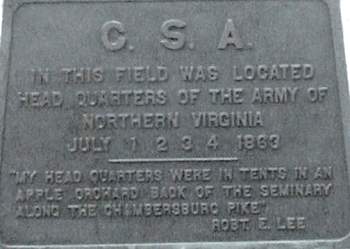 C. S. A.
IN THIS FIELD WAS LOCATED
HEAD QUARTERS OF THE ARMY OF
NORTHERN VIRGINIA
JULY 1 2 3 4 1863
"MY HEAD QUARTERS WERE IN TENTS IN AN
APPLE ORCHARD BACK OF THE SEMINARY
ALONG THE CHAMBERSBURG PIKE"
ROBT. E. LEE